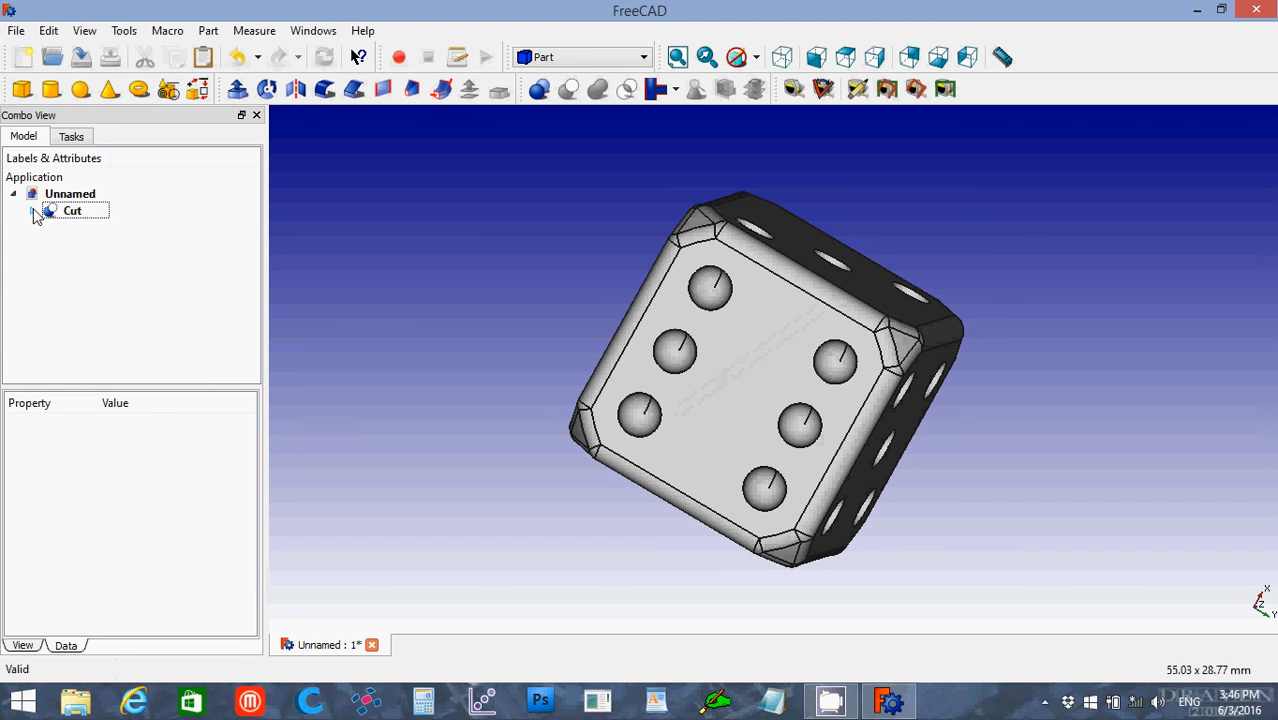 FreeCAD
File Edit View Tools Macro Part Measure Windows Help
Part
Combo View
Model Tasks
Labels & Attributes
Application
Unnamed
Cut
Property Value
View Data
Unnamed : 1*
X
Z
Y
Valid
55.03 x 28.77 mm
Ps
ENG
3:46 PM
6/3/2016